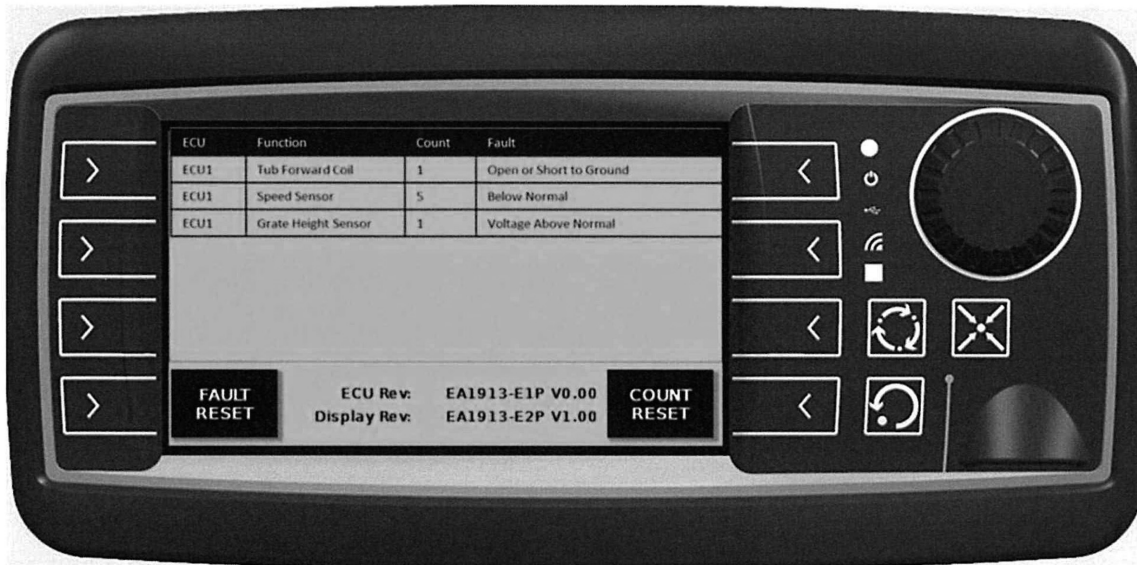 ECU Function Count Fault
ECU1 Tub Forward Coil 1 Open or Short to Ground
ECU1 Speed Sensor 5 Below Normal
ECU1 Grate Height Sensor 1 Voltage Above Normal
FAULT
RESET
ECU Rev: EA1913-E1P V0.00
Display Rev: EA1913-E2P V1.00
COUNT
RESET